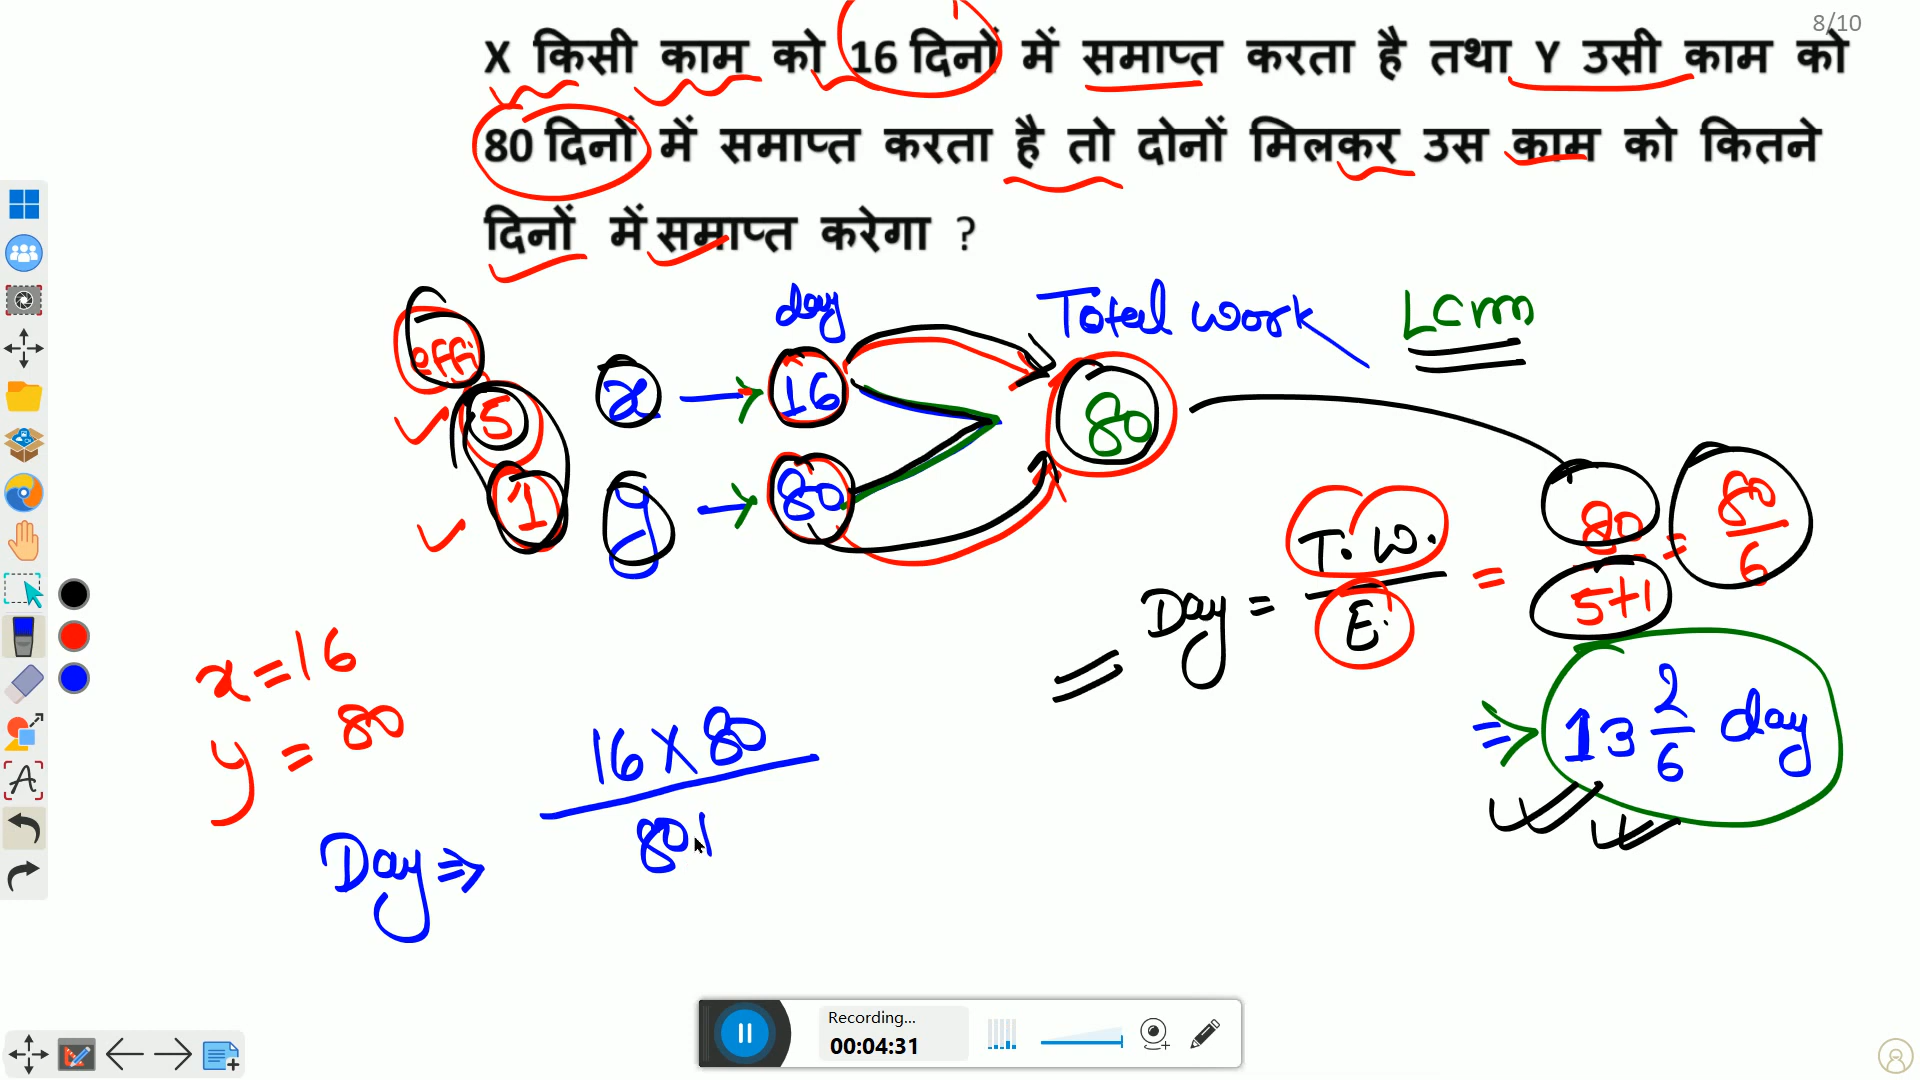 8/10
X किसी काम को 16 दिनों में समाप्त करता है तथा Y उसी काम को
80 दिनों में समाप्त करता है तो दोनों मिलकर उस काम को कितने
दिनों में समाप्त करेगा ?
effi
day
Total work
Lcm
5 x → 16
80
1 y → 80
Day = T.W. / E. = 80 / 5+1 = 80 / 6
⇒ 13 2/6 day
x = 16
y = 80
Day ⇒ 16 X 80 / 80
Recording...
00:04:31